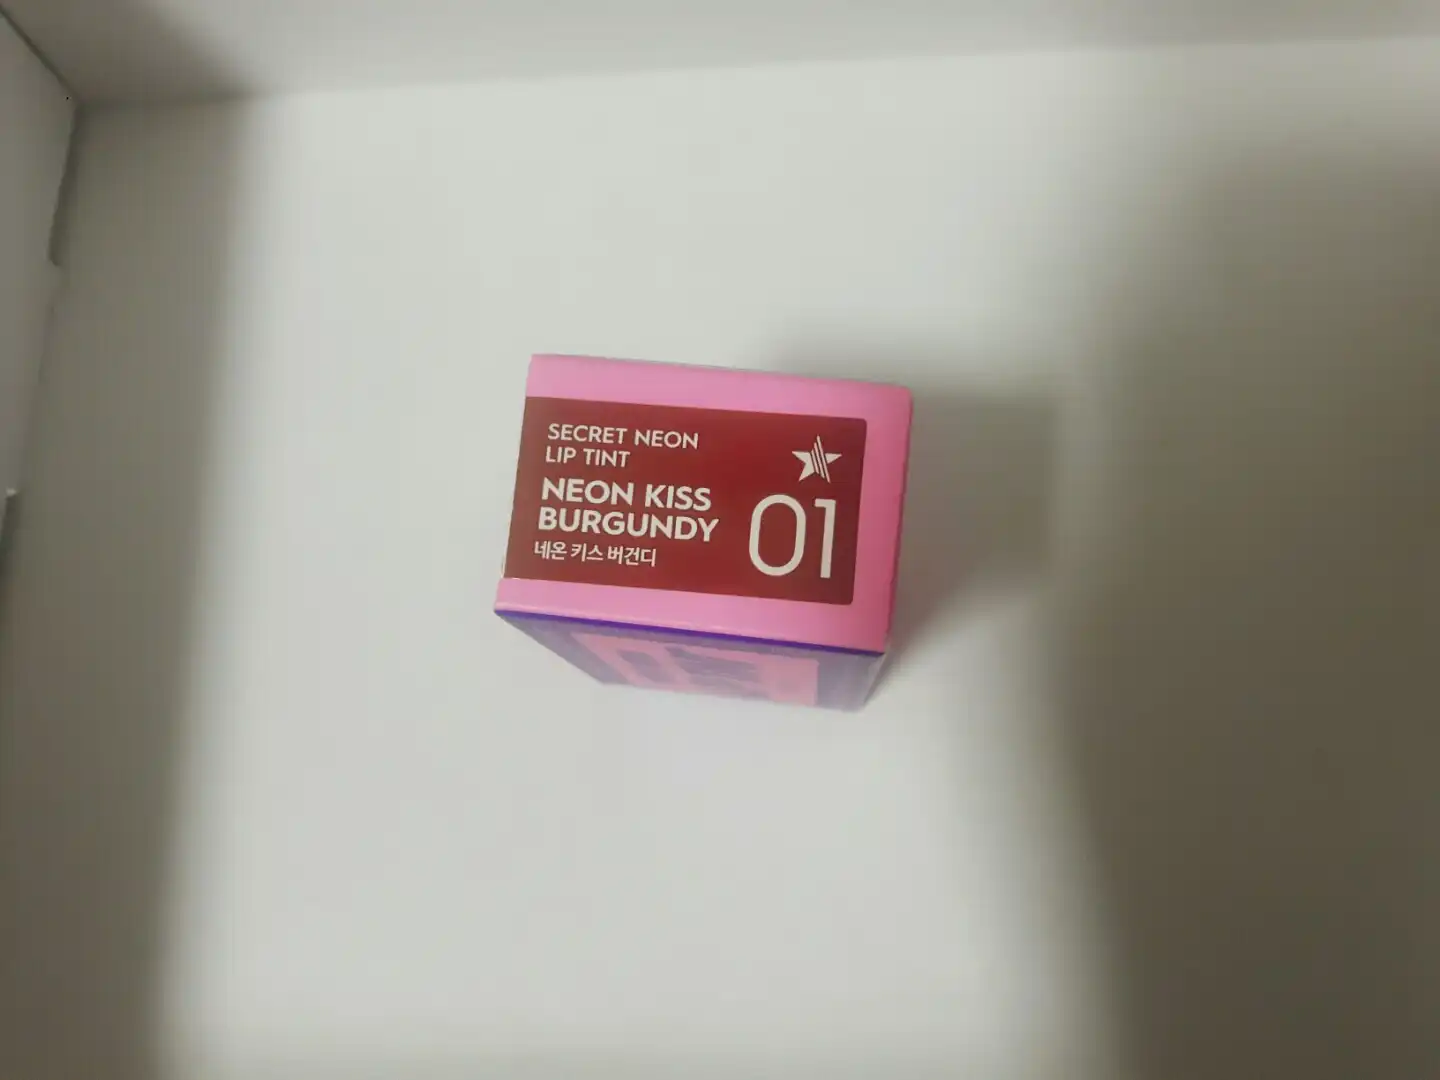 SECRET NEON
LIP TINT
NEON KISS
BURGUNDY
네온 키스 버건디
01